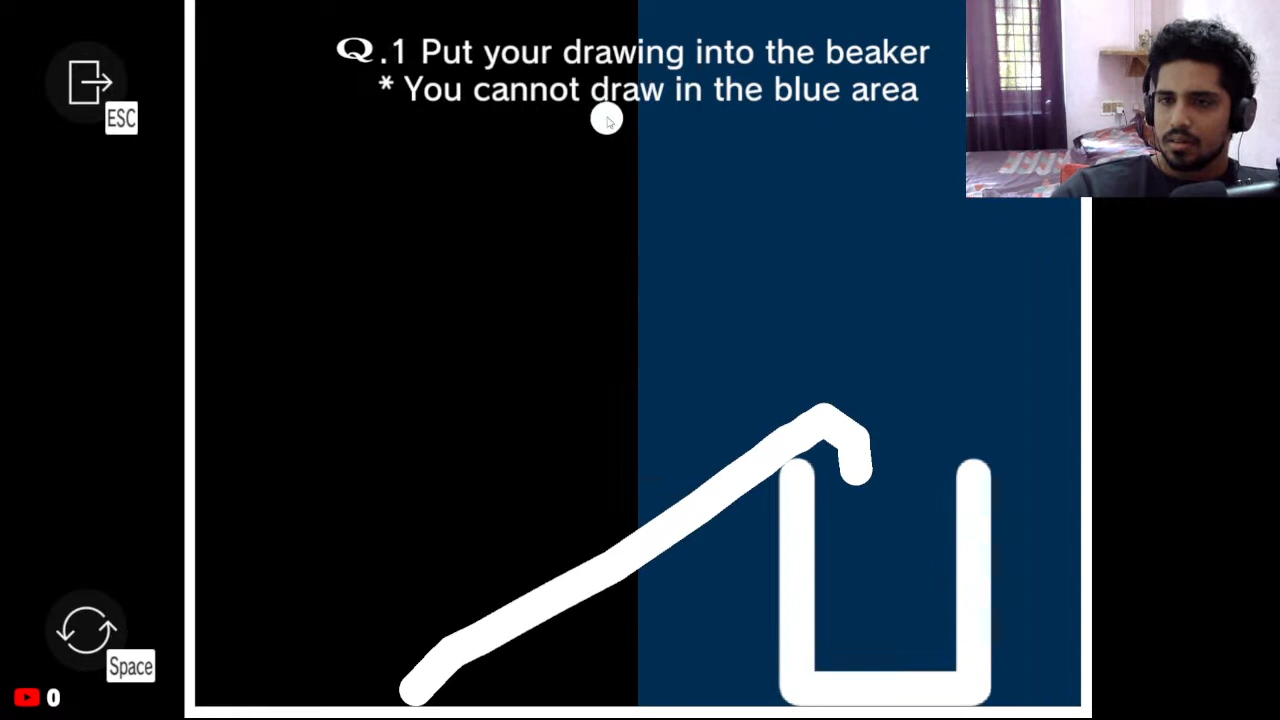 Q.1 Put your drawing into the beaker
* You cannot draw in the blue area
ESC
Space
0